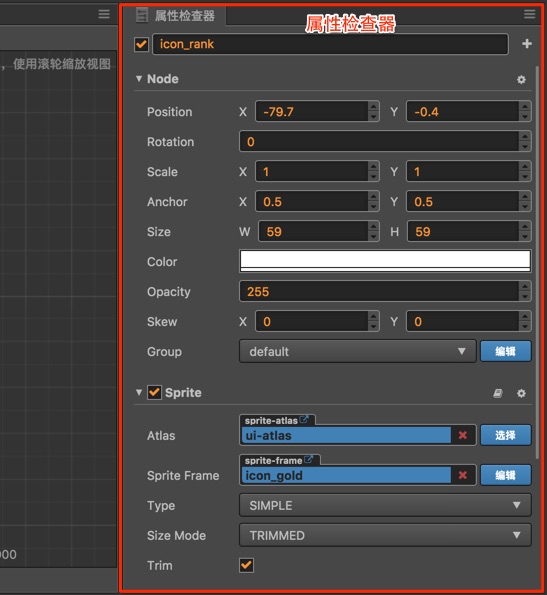 属性检查器
属性检查器
，使用滚轮缩放视图
icon_rank
Node
Position X -79.7 Y -0.4
Rotation 0
Scale X 1 Y 1
Anchor X 0.5 Y 0.5
Size W 59 H 59
Color
Opacity 255
Skew X 0 Y 0
Group default 编辑
Sprite
sprite-atlas
Atlas ui-atlas 选择
sprite-frame
Sprite Frame icon_gold 编辑
Type SIMPLE
Size Mode TRIMMED
000
Trim